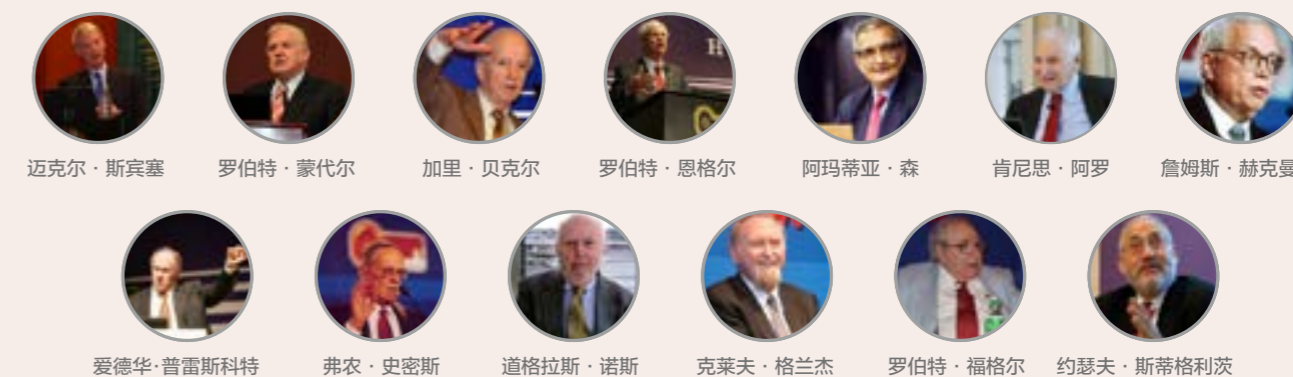 迈克尔 · 斯宾塞 罗伯特 · 蒙代尔 加里 · 贝克尔 罗伯特 · 恩格尔 阿玛蒂亚 · 森 肯尼思 · 阿罗 詹姆斯 · 赫克曼
爱德华·普雷斯科特 弗农 · 史密斯 道格拉斯 · 诺斯 克莱夫 · 格兰杰 罗伯特 · 福格尔 约瑟夫 · 斯蒂格利茨